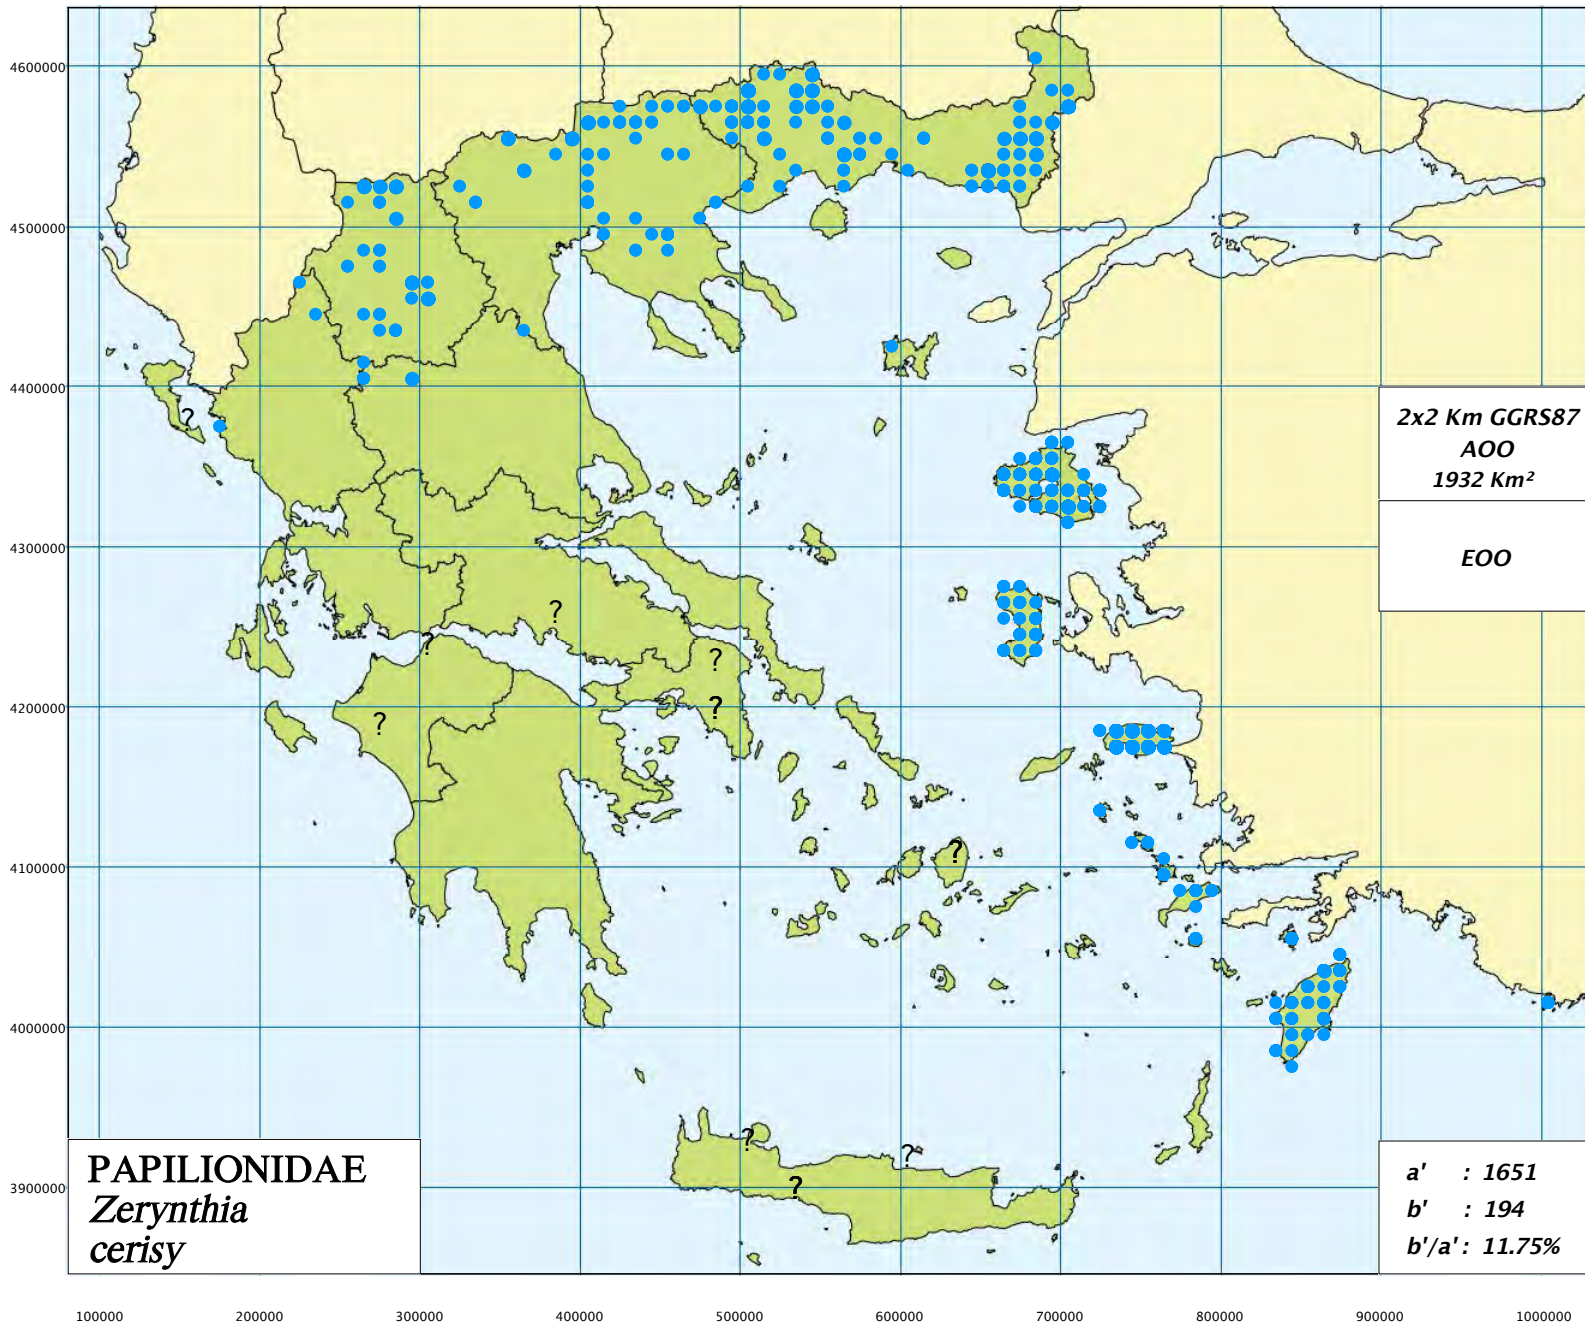 4600000
4500000
4400000
4300000
4200000
4100000
4000000
3900000
?
?
?
?
?
?
?
?
?
?
2x2 Km GGRS87
AOO
1932 Km²
EOO
PAPILIONIDAE
Zerynthia
cerisy
a' : 1651
b' : 194
b'/a' : 11.75%
100000 200000 300000 400000 500000 600000 700000 800000 900000 1000000